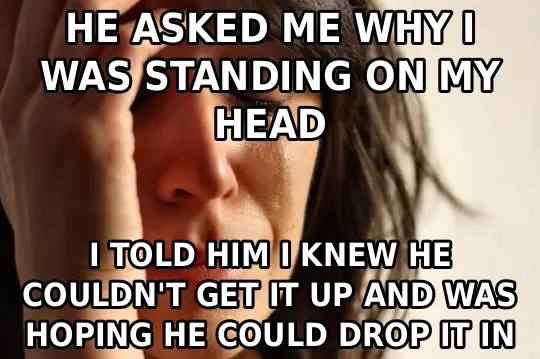 HE ASKED ME WHY I
WAS STANDING ON MY
HEAD
I TOLD HIM I KNEW HE
COULDN'T GET IT UP AND WAS
HOPING HE COULD DROP IT IN